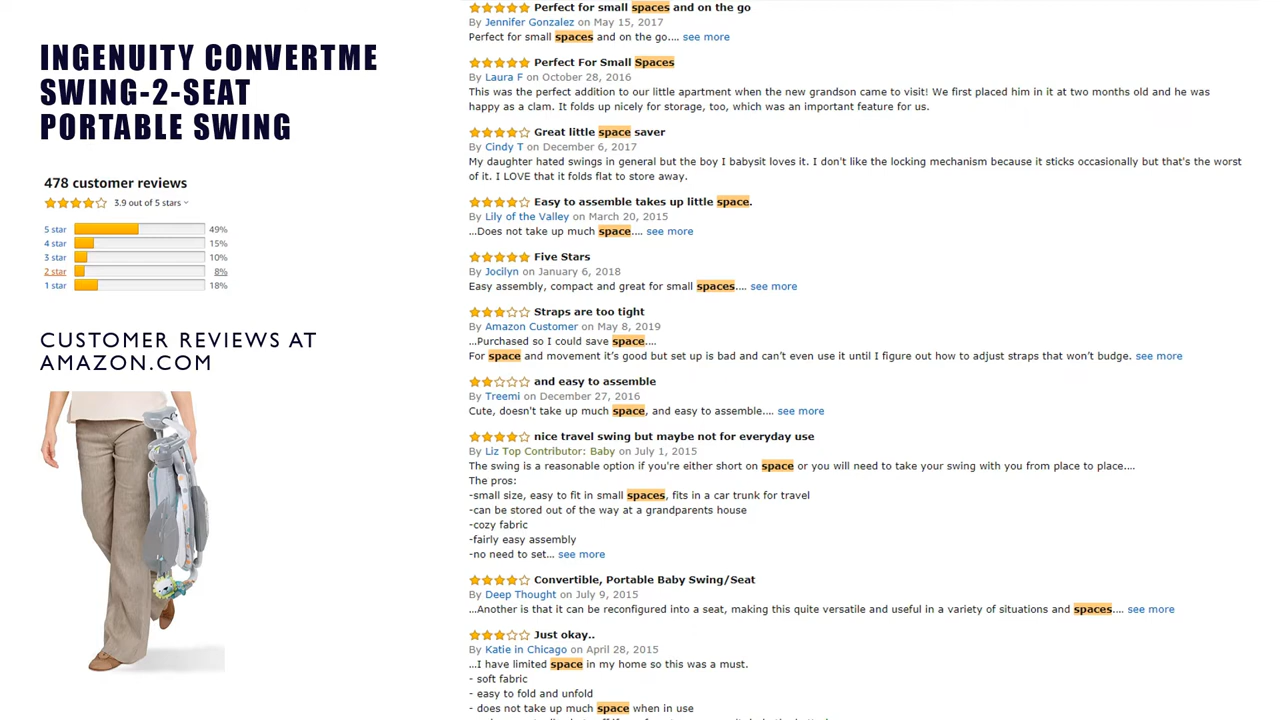 INGENUITY CONVERTME
SWING-2-SEAT
PORTABLE SWING
478 customer reviews
3.9 out of 5 stars
5 star 49%
4 star 15%
3 star 10%
2 star 8%
1 star 18%
CUSTOMER REVIEWS AT
AMAZON.COM
Perfect for small spaces and on the go
By Jennifer Gonzalez on May 15, 2017
Perfect for small spaces and on the go.... see more
Perfect For Small Spaces
By Laura F on October 28, 2016
This was the perfect addition to our little apartment when the new grandson came to visit! We first placed him in it at two months old and he was
happy as a clam. It folds up nicely for storage, too, which was an important feature for us.
Great little space saver
By Cindy T on December 6, 2017
My daughter hated swings in general but the boy I babysit loves it. I don't like the locking mechanism because it sticks occasionally but that's the worst
of it. I LOVE that it folds flat to store away.
Easy to assemble takes up little space.
By Lily of the Valley on March 20, 2015
...Does not take up much space.... see more
Five Stars
By Jocilyn on January 6, 2018
Easy assembly, compact and great for small spaces.... see more
Straps are too tight
By Amazon Customer on May 8, 2019
...Purchased so I could save space....
For space and movement it's good but set up is bad and can't even use it until I figure out how to adjust straps that won't budge. see more
and easy to assemble
By Treemi on December 27, 2016
Cute, doesn't take up much space, and easy to assemble.... see more
nice travel swing but maybe not for everyday use
By Liz Top Contributor: Baby on July 1, 2015
The swing is a reasonable option if you're either short on space or you will need to take your swing with you from place to place....
The pros:
-small size, easy to fit in small spaces, fits in a car trunk for travel
-can be stored out of the way at a grandparents house
-cozy fabric
-fairly easy assembly
-no need to set... see more
Convertible, Portable Baby Swing/Seat
By Deep Thought on July 9, 2015
...Another is that it can be reconfigured into a seat, making this quite versatile and useful in a variety of situations and spaces.... see more
Just okay..
By Katie in Chicago on April 28, 2015
...I have limited space in my home so this was a must.
- soft fabric
- easy to fold and unfold
- does not take up much space when in use